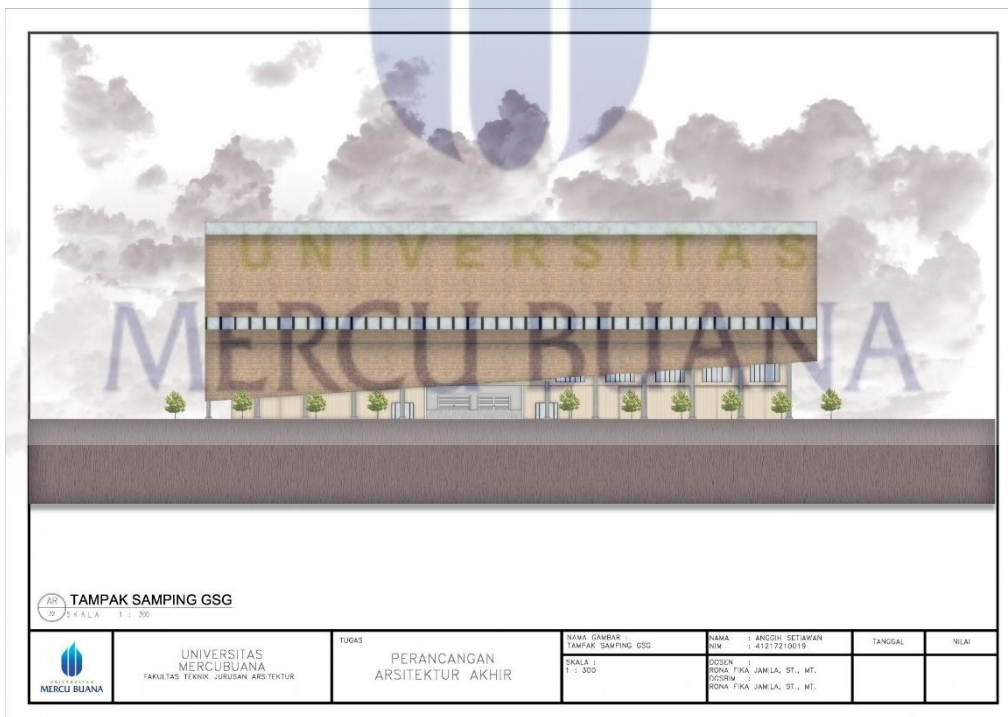 UNIVERSITAS
MERCU BUANA
AR
22
TAMPAK SAMPING GSG
SKALA 1 : 300
UNIVERSITAS
MERCU BUANA
UNIVERSITAS
MERCUBUANA
FAKULTAS TEKNIK JURUSAN ARSITEKTUR
TUGAS
PERANCANGAN
ARSITEKTUR AKHIR
NAMA GAMBAR :
TAMPAK SAMPING GSG
SKALA :
1 : 300
NAMA : ANGGIH SETIAWAN
NIM : 41217210019
DOSEN :
RONA FIKA JAMILA, ST., MT.
DOSBIM :
RONA FIKA JAMILA, ST., MT.
TANGGAL
NILAI